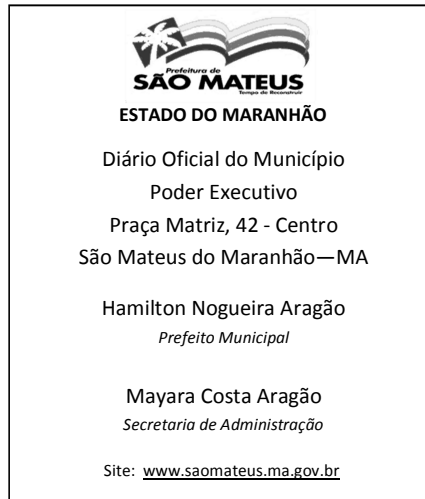 Prefeitura de
SÃO MATEUS
Tempo de Reconstruir
ESTADO DO MARANHÃO
Diário Oficial do Município
Poder Executivo
Praça Matriz, 42 - Centro
São Mateus do Maranhão—MA
Hamilton Nogueira Aragão
Prefeito Municipal
Mayara Costa Aragão
Secretaria de Administração
Site: www.saomateus.ma.gov.br